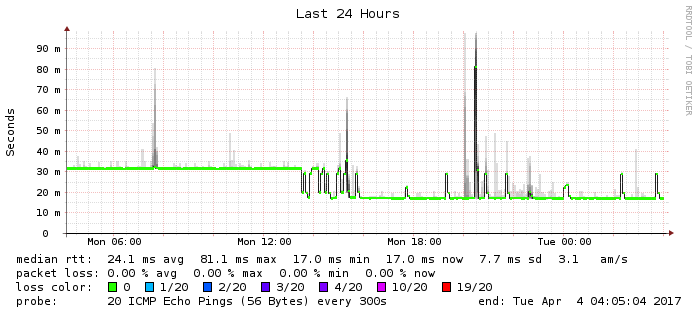 Last 24 Hours
RRDTOOL / TOBI OETIKER
Seconds
90 m
80 m
70 m
60 m
50 m
40 m
30 m
20 m
10 m
0
Mon 06:00 Mon 12:00 Mon 18:00 Tue 00:00
median rtt: 24.1 ms avg 81.1 ms max 17.0 ms min 17.0 ms now 7.7 ms sd 3.1 am/s
packet loss: 0.00 % avg 0.00 % max 0.00 % min 0.00 % now
loss color: 0 1/20 2/20 3/20 4/20 10/20 19/20
probe: 20 ICMP Echo Pings (56 Bytes) every 300s end: Tue Apr 4 04:05:04 2017